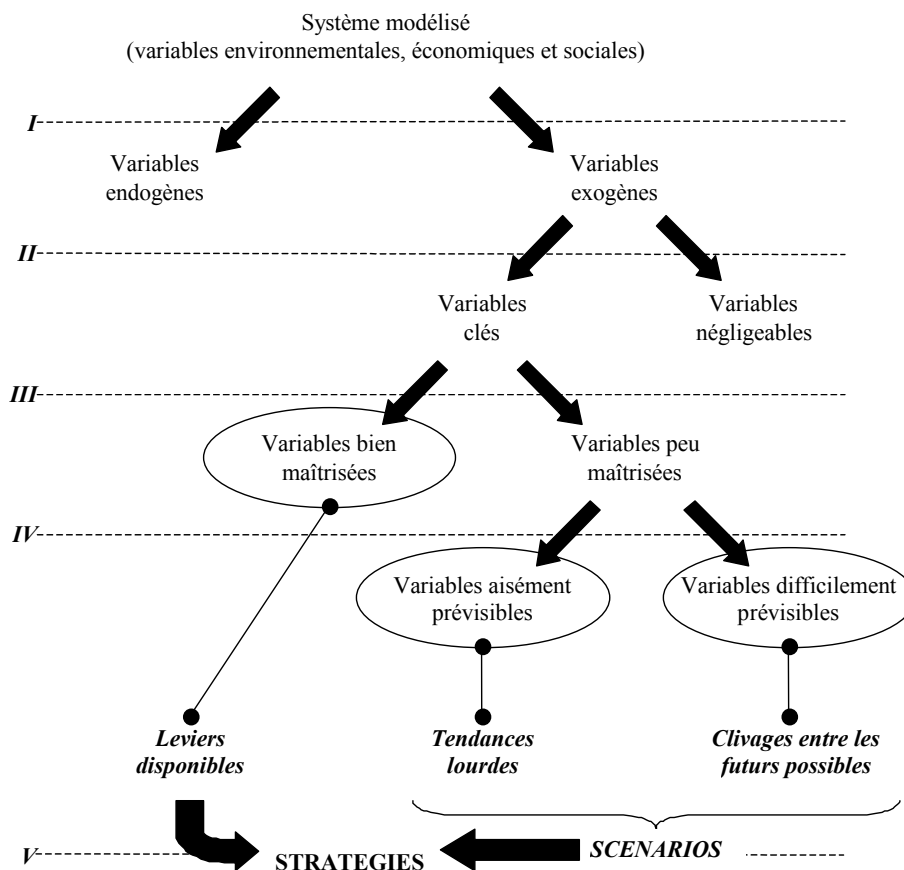 Système modélisé
(variables environnementales, économiques et sociales)
I
Variables
endogènes
Variables
exogènes
II
Variables
clés
Variables
négligeables
III
Variables bien
maîtrisées
Variables peu
maîtrisées
IV
Variables aisément
prévisibles
Variables difficilement
prévisibles
Leviers
disponibles
Tendances
lourdes
Clivages entre les
futurs possibles
V
STRATEGIES
SCENARIOS